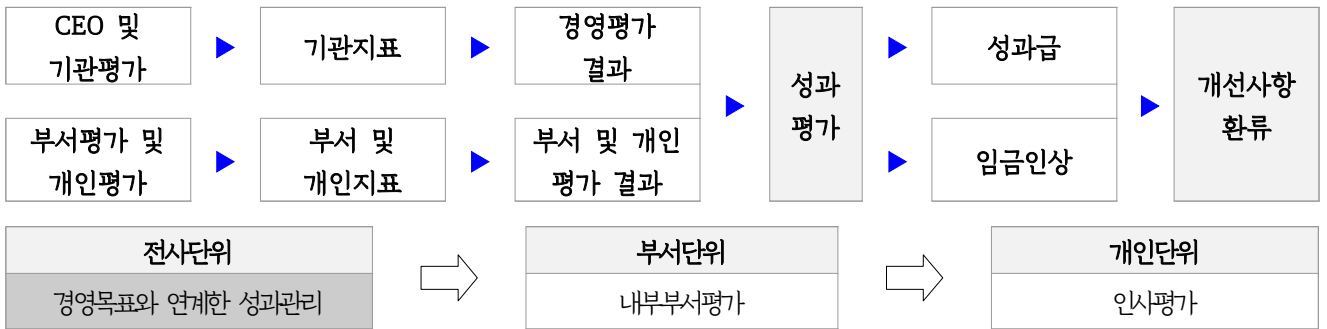 CEO 및
기관평가
기관지표
경영평가
결과
성과
평가
성과급
개선사항
환류
부서평가 및
개인평가
부서 및
개인지표
부서 및 개인
평가 결과
임금인상
전사단위
부서단위
개인단위
경영목표와 연계한 성과관리
내부부서평가
인사평가